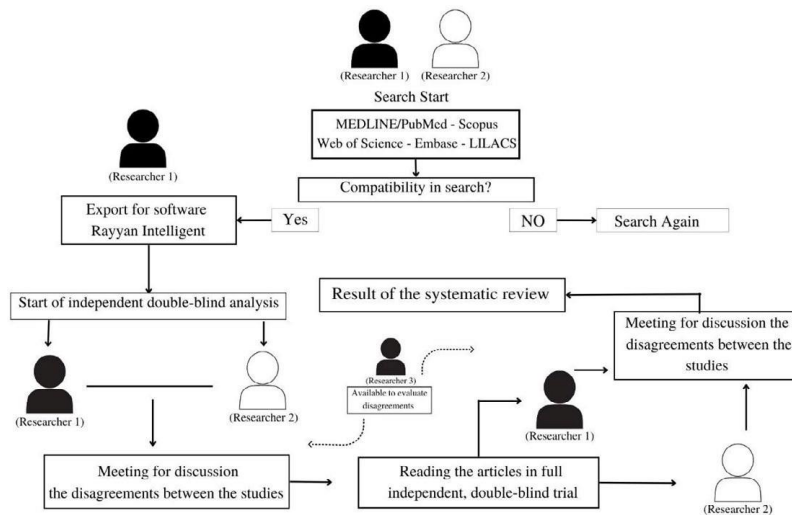 (Researcher 1)
(Researcher 2)
Search Start
MEDLINE/PubMed - Scopus
Web of Science - Embase - LILACS
(Researcher 1)
Compatibility in search?
Export for software
Rayyan Intelligent
Yes
NO
Search Again
Start of independent double-blind analysis
Result of the systematic review
Meeting for discussion the
disagreements between the
studies
(Researcher 3)
Available to evaluate
disagreements
(Researcher 1)
(Researcher 2)
(Researcher 1)
Meeting for discussion
the disagreements between the studies
Reading the articles in full
independent, double-blind trial
(Researcher 2)